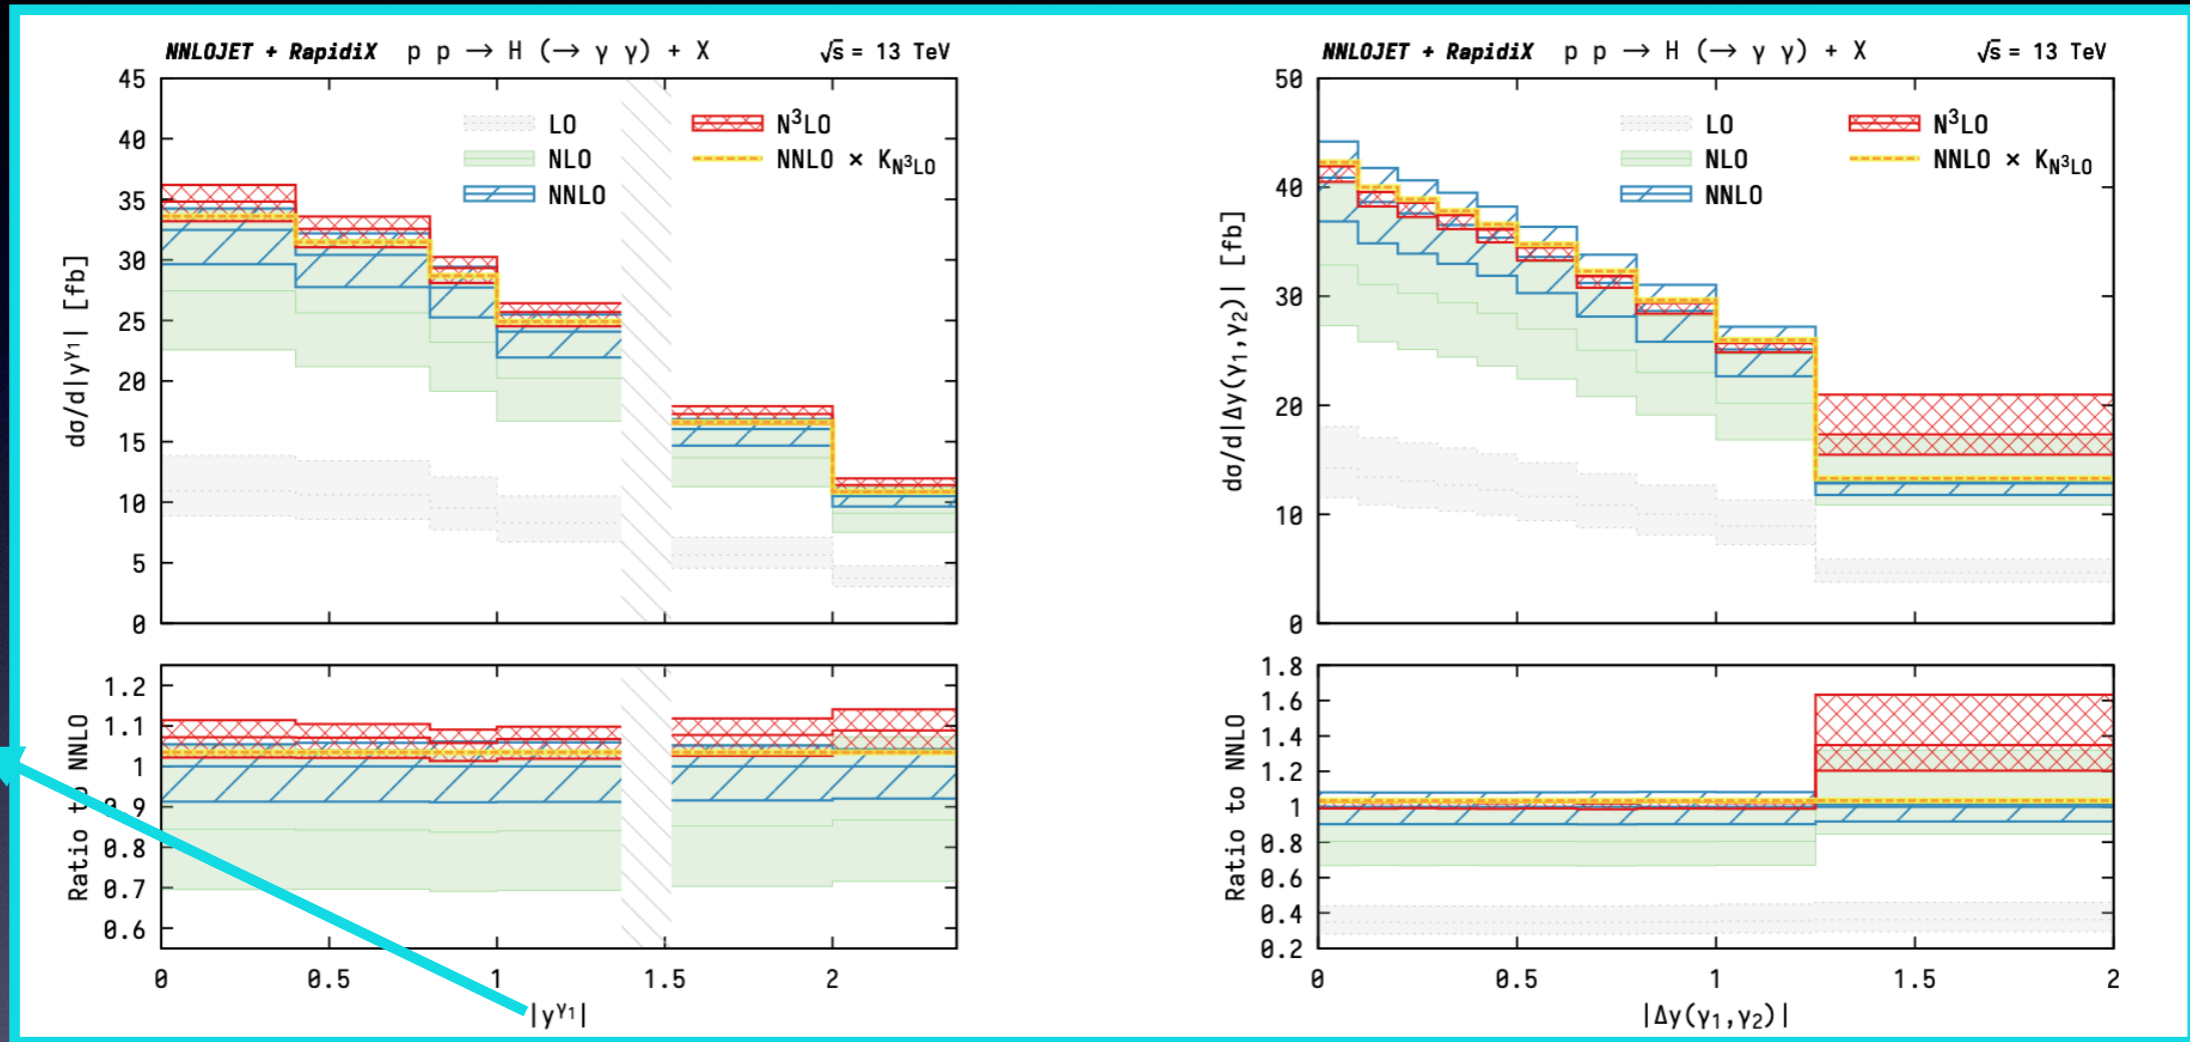 NNLOJET + RapidiX p p → H (→ γ γ) + X √s = 13 TeV
dσ/d|y^γ1| [fb]
45
40
35
30
25
20
15
10
5
0
LO
NLO
NNLO
N³LO
NNLO × K_N³LO
Ratio to NNLO
1.2
1.1
1
0.9
0.8
0.7
0.6
0 0.5 1 1.5 2
|y^γ1|
NNLOJET + RapidiX p p → H (→ γ γ) + X √s = 13 TeV
dσ/d|Δy(γ₁,γ₂)| [fb]
50
40
30
20
10
0
LO
NLO
NNLO
N³LO
NNLO × K_N³LO
Ratio to NNLO
1.8
1.6
1.4
1.2
1
0.8
0.6
0.4
0.2
0 0.5 1 1.5 2
|Δy(γ₁,γ₂)|